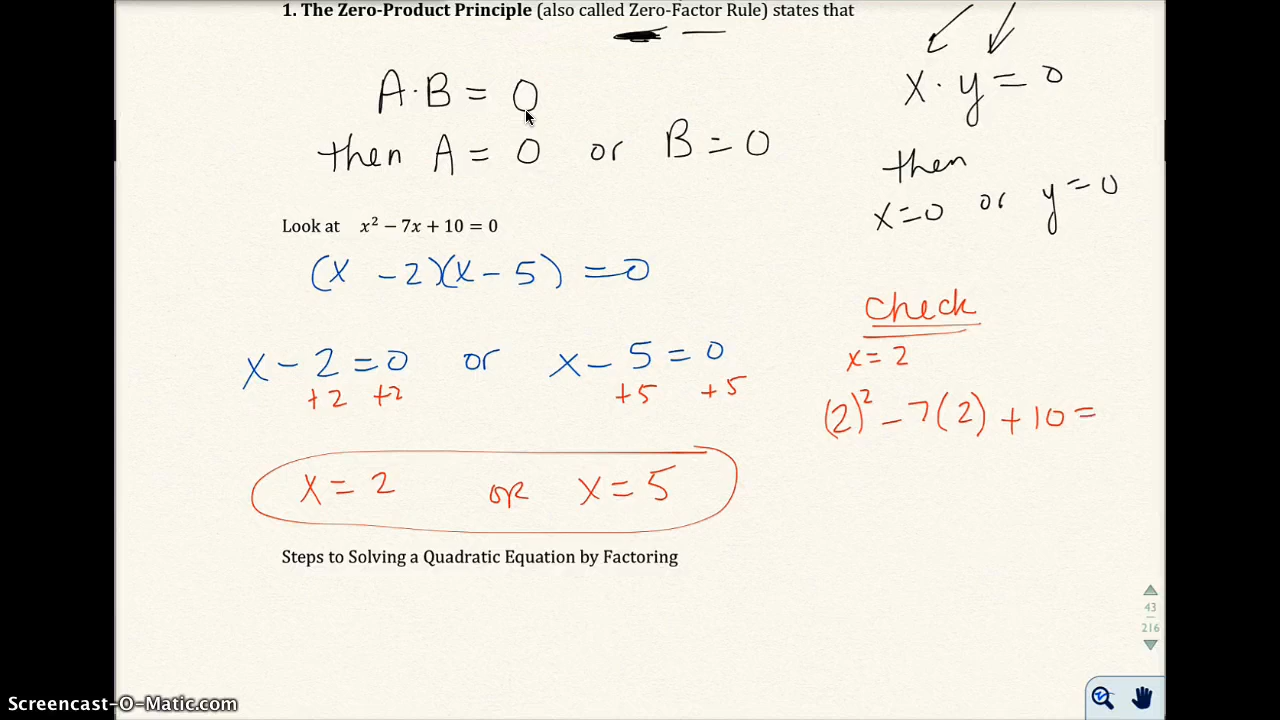 1. The Zero-Product Principle (also called Zero-Factor Rule) states that
A·B = 0
then A = 0 or B = 0
x · y = 0
then
x = 0 or y = 0
Look at x² − 7x + 10 = 0
(x − 2)(x − 5) = 0
x − 2 = 0 or x − 5 = 0
+2 +2 +5 +5
x = 2 or x = 5
Check
x = 2
(2)² − 7(2) + 10 =
Steps to Solving a Quadratic Equation by Factoring
43
216
Screencast-O-Matic.com